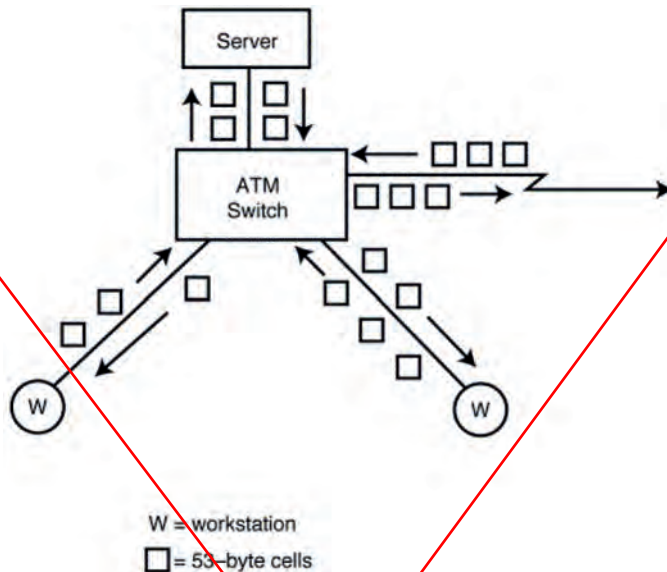 Server
ATM
Switch
W
W
W = workstation
= 53–byte cells